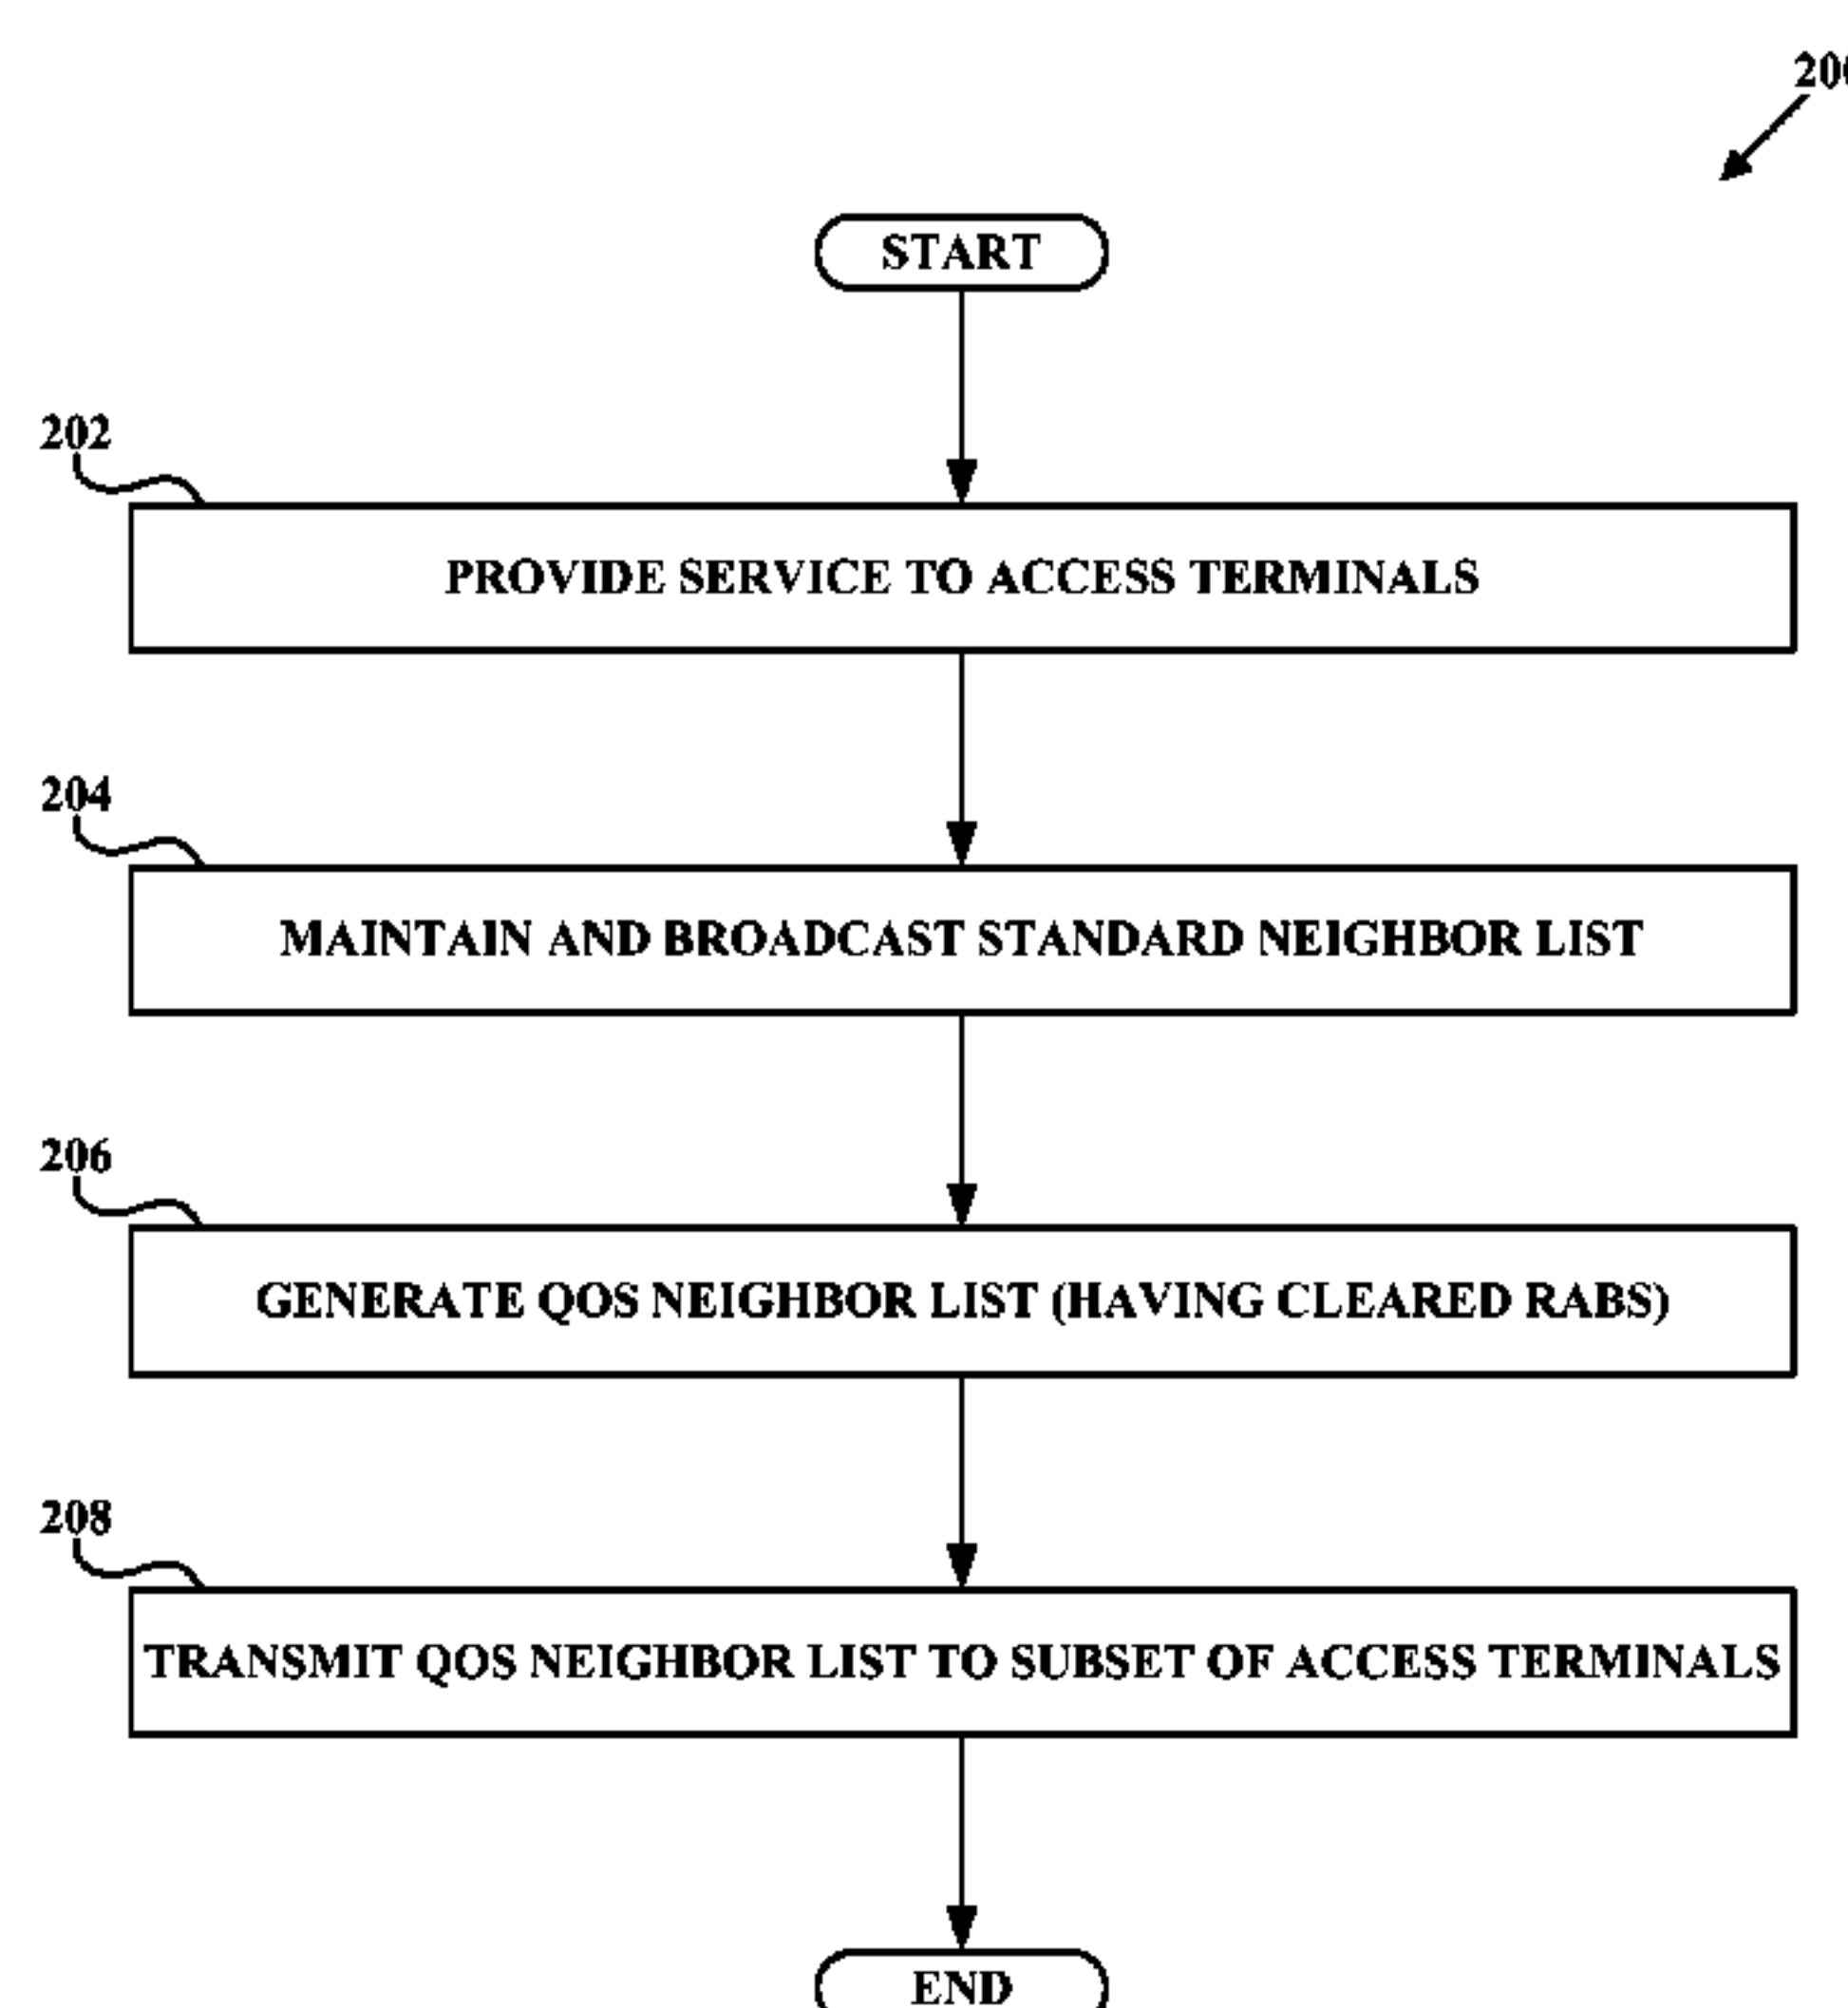 START
202
PROVIDE SERVICE TO ACCESS TERMINALS
204
MAINTAIN AND BROADCAST STANDARD NEIGHBOR LIST
206
GENERATE QOS NEIGHBOR LIST (HAVING CLEARED RABS)
208
TRANSMIT QOS NEIGHBOR LIST TO SUBSET OF ACCESS TERMINALS
END